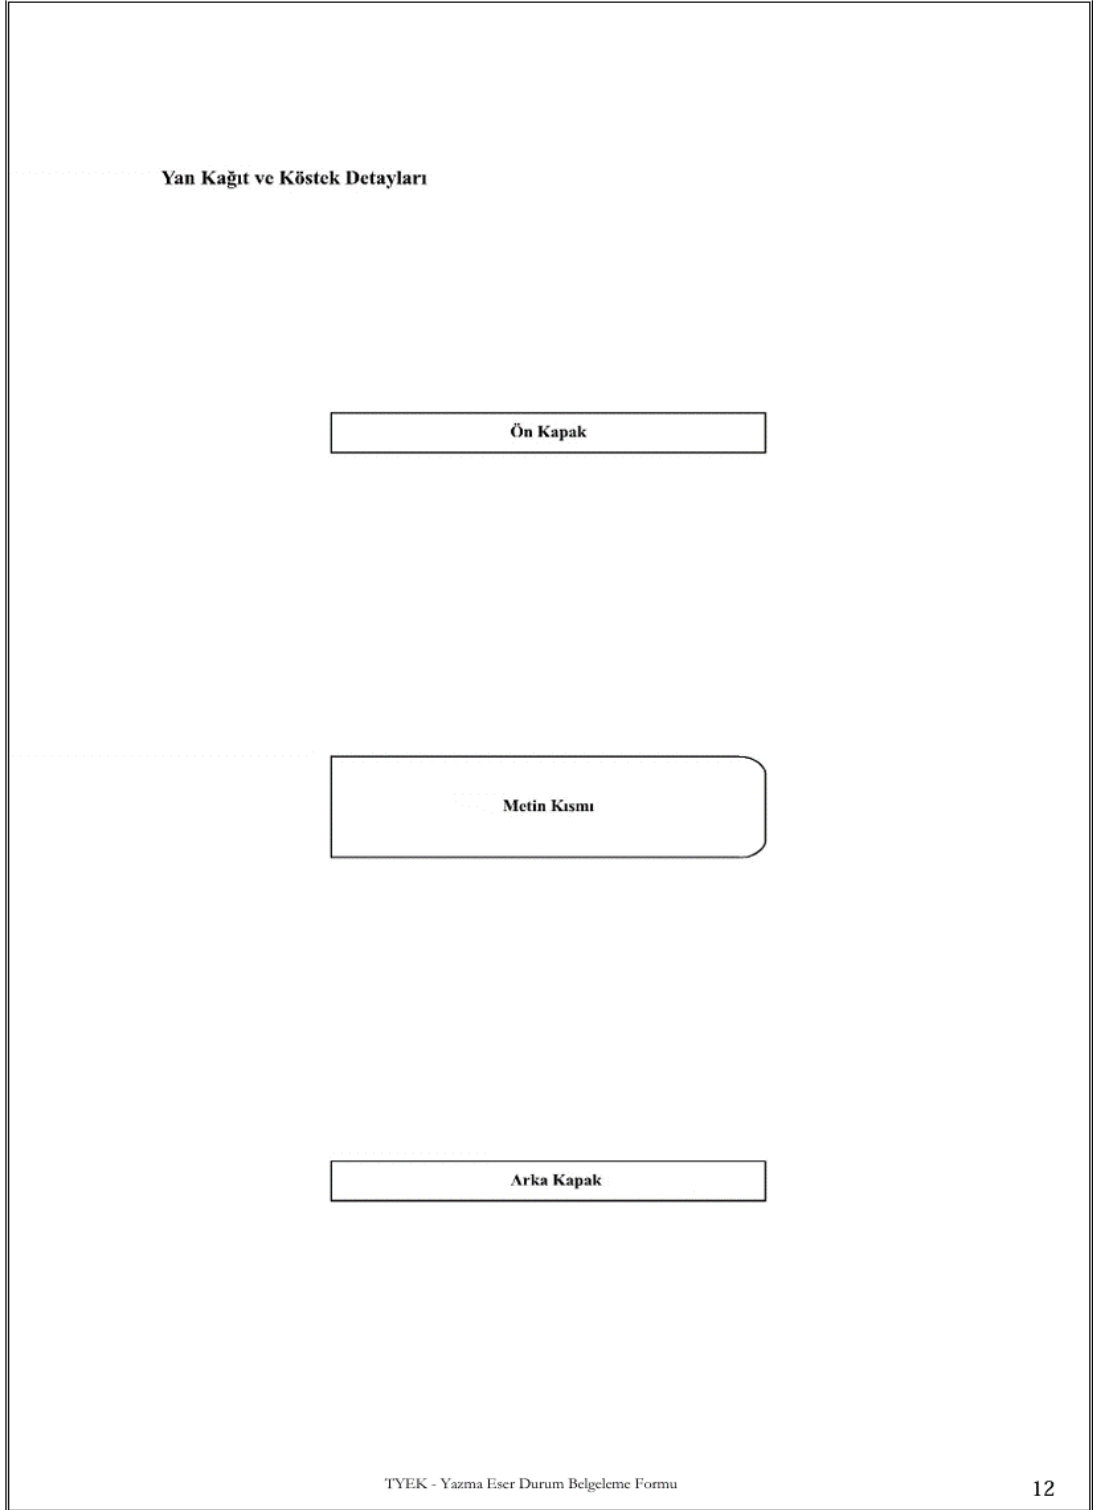 Yan Kağıt ve Köstek Detayları
Ön Kapak
Metin Kısmı
Arka Kapak
TYEK - Yazma Eser Durum Belgeleme Formu
12